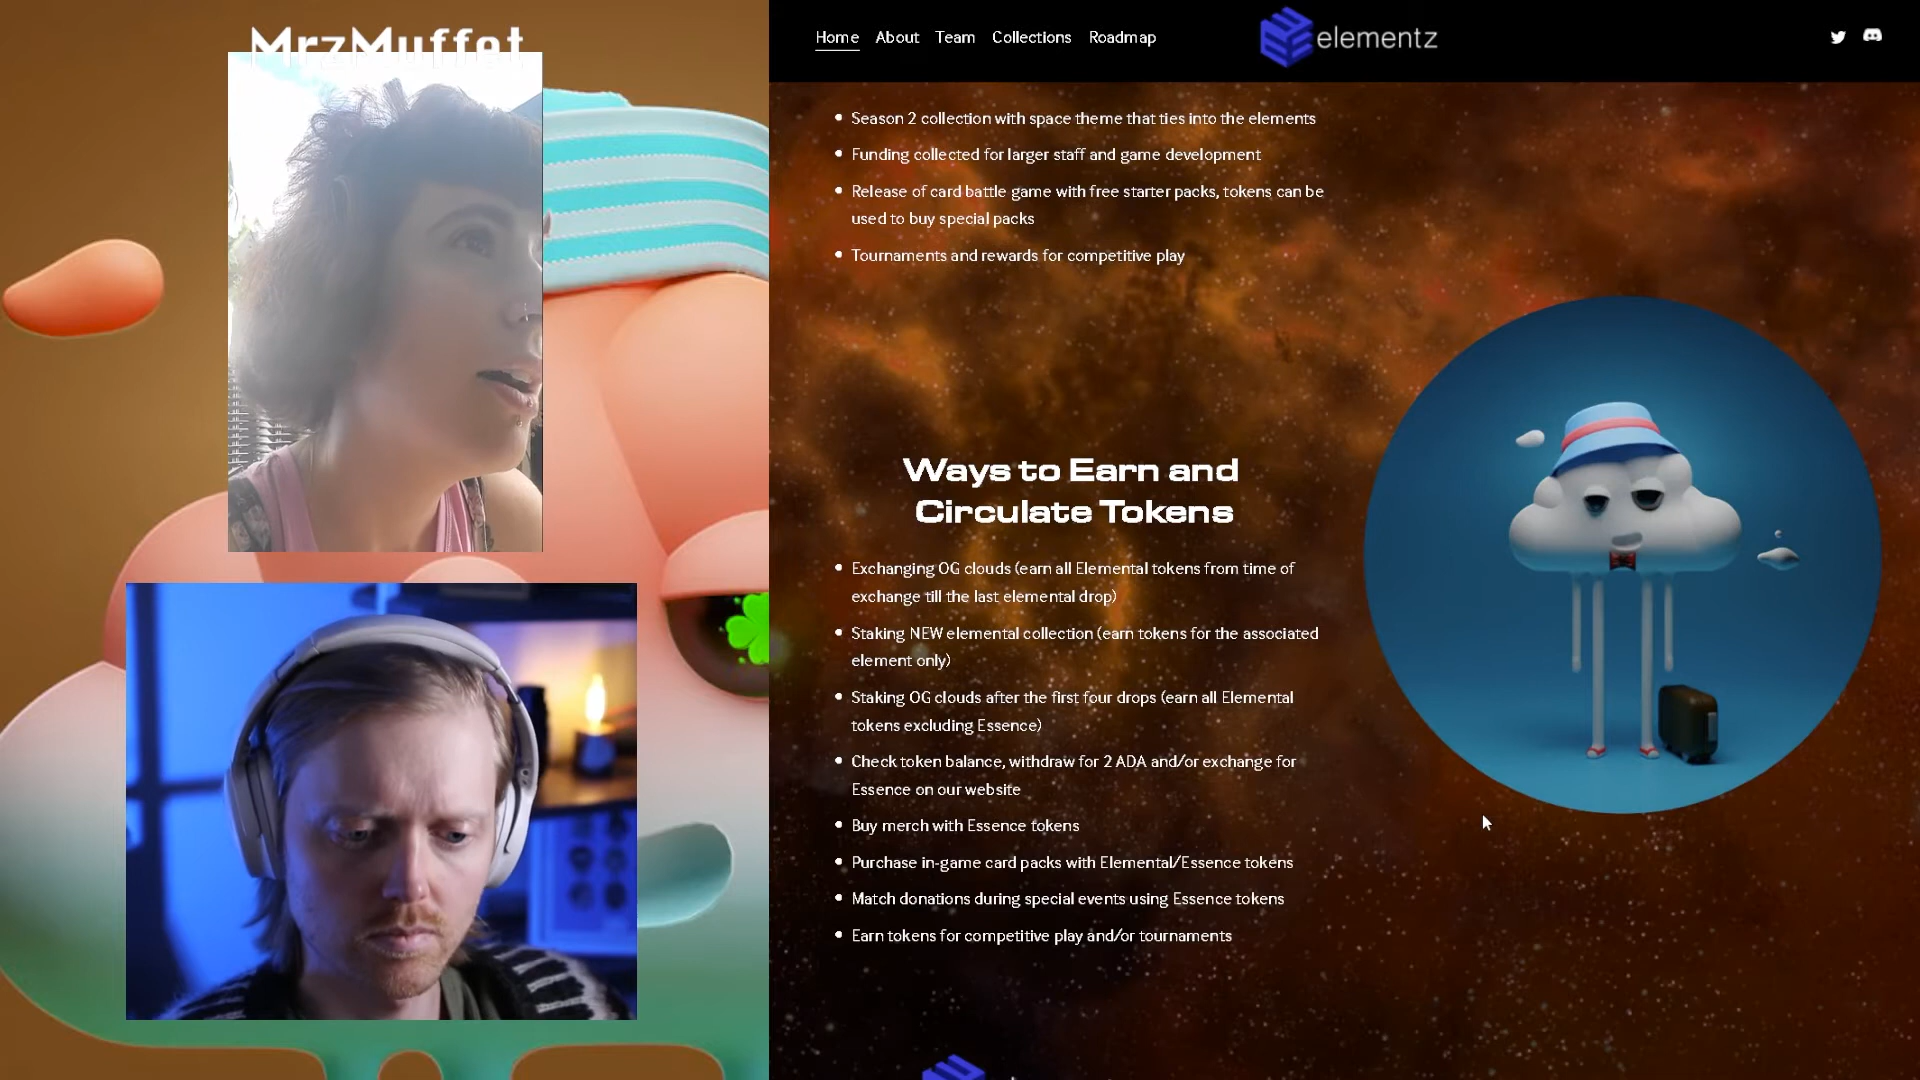 MrzMuffet
Home About Team Collections Roadmap
elementz
Season 2 collection with space theme that ties into the elements
Funding collected for larger staff and game development
Release of card battle game with free starter packs, tokens can be
used to buy special packs
Tournaments and rewards for competitive play
Ways to Earn and
Circulate Tokens
Exchanging OG clouds (earn all Elemental tokens from time of
exchange till the last elemental drop)
Staking NEW elemental collection (earn tokens for the associated
element only)
Staking OG clouds after the first four drops (earn all Elemental
tokens excluding Essence)
Check token balance, withdraw for 2 ADA and/or exchange for
Essence on our website
Buy merch with Essence tokens
Purchase in-game card packs with Elemental/Essence tokens
Match donations during special events using Essence tokens
Earn tokens for competitive play and/or tournaments